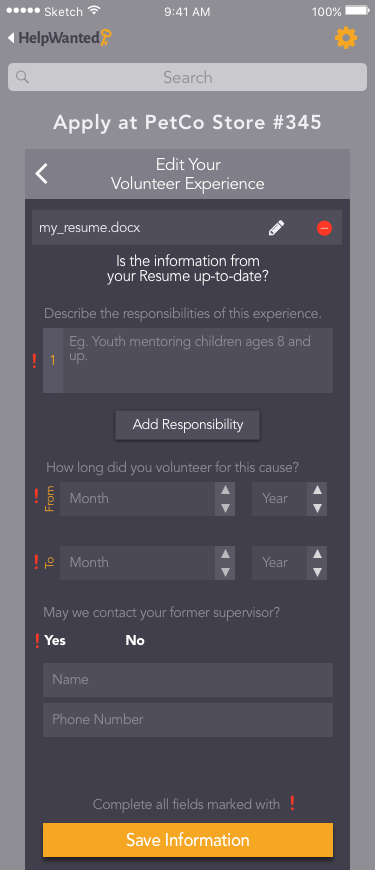 Sketch 9:41 AM 100%
HelpWanted
Search
Apply at PetCo Store #345
Edit Your
Volunteer Experience
my_resume.docx
Is the information from
your Resume up-to-date?
Describe the responsibilities of this experience.
! 1 Eg. Youth mentoring children ages 8 and
up.
Add Responsibility
How long did you volunteer for this cause?
! From Month Year
! To Month Year
May we contact your former supervisor?
! Yes No
Name
Phone Number
Complete all fields marked with !
Save Information